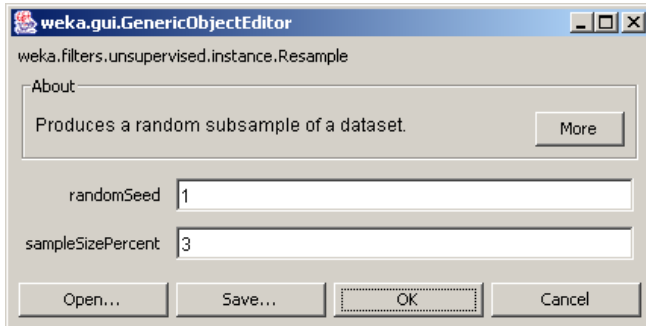 weka.gui.GenericObjectEditor
weka.filters.unsupervised.instance.Resample
About
Produces a random subsample of a dataset.
More
randomSeed 1
sampleSizePercent 3
Open... Save... OK Cancel